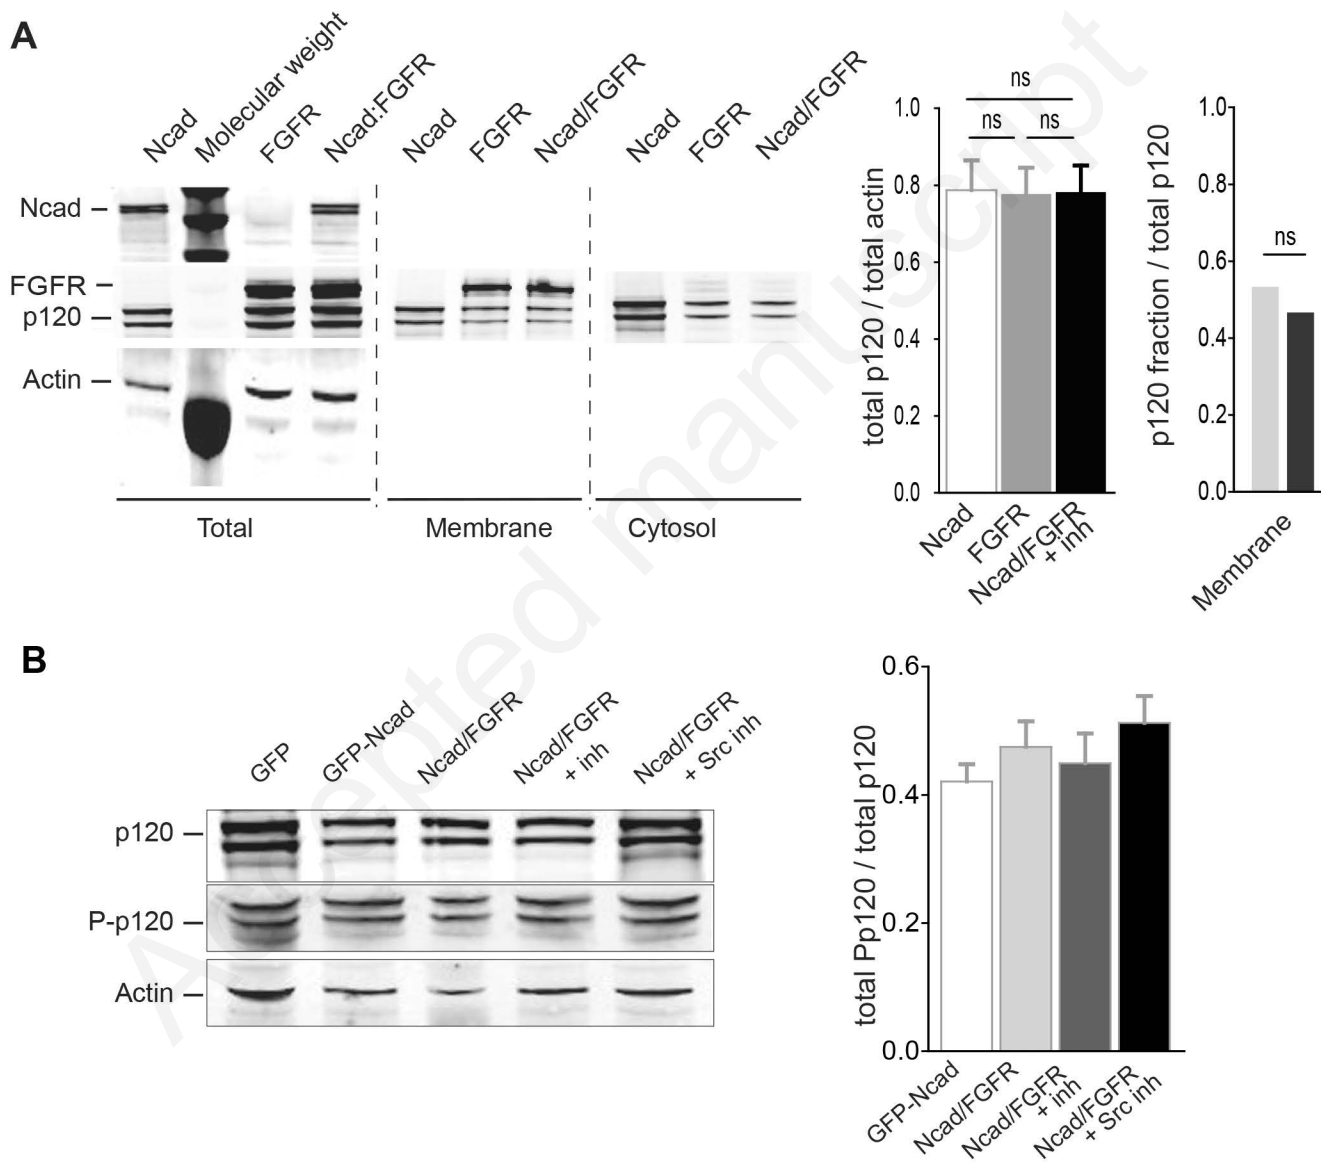 A
Ncad
Molecular weight
FGFR
Ncad:FGFR
Ncad
FGFR
Ncad/FGFR
Ncad
FGFR
Ncad/FGFR
Ncad
FGFR
p120
Actin
Total
Membrane
Cytosol
total p120 / total actin
1.0
0.8
0.6
0.4
0.2
0.0
ns
ns
ns
Ncad
FGFR
Ncad/FGFR
+ inh
p120 fraction / total p120
1.0
0.8
0.6
0.4
0.2
0.0
ns
Membrane
B
GFP
GFP-Ncad
Ncad/FGFR
Ncad/FGFR
+ inh
Ncad/FGFR
+ Src inh
p120
P-p120
Actin
total Pp120 / total p120
0.6
0.4
0.2
0.0
GFP-Ncad
Ncad/FGFR
Ncad/FGFR
+ inh
Ncad/FGFR
+ Src inh
Accepted manuscript